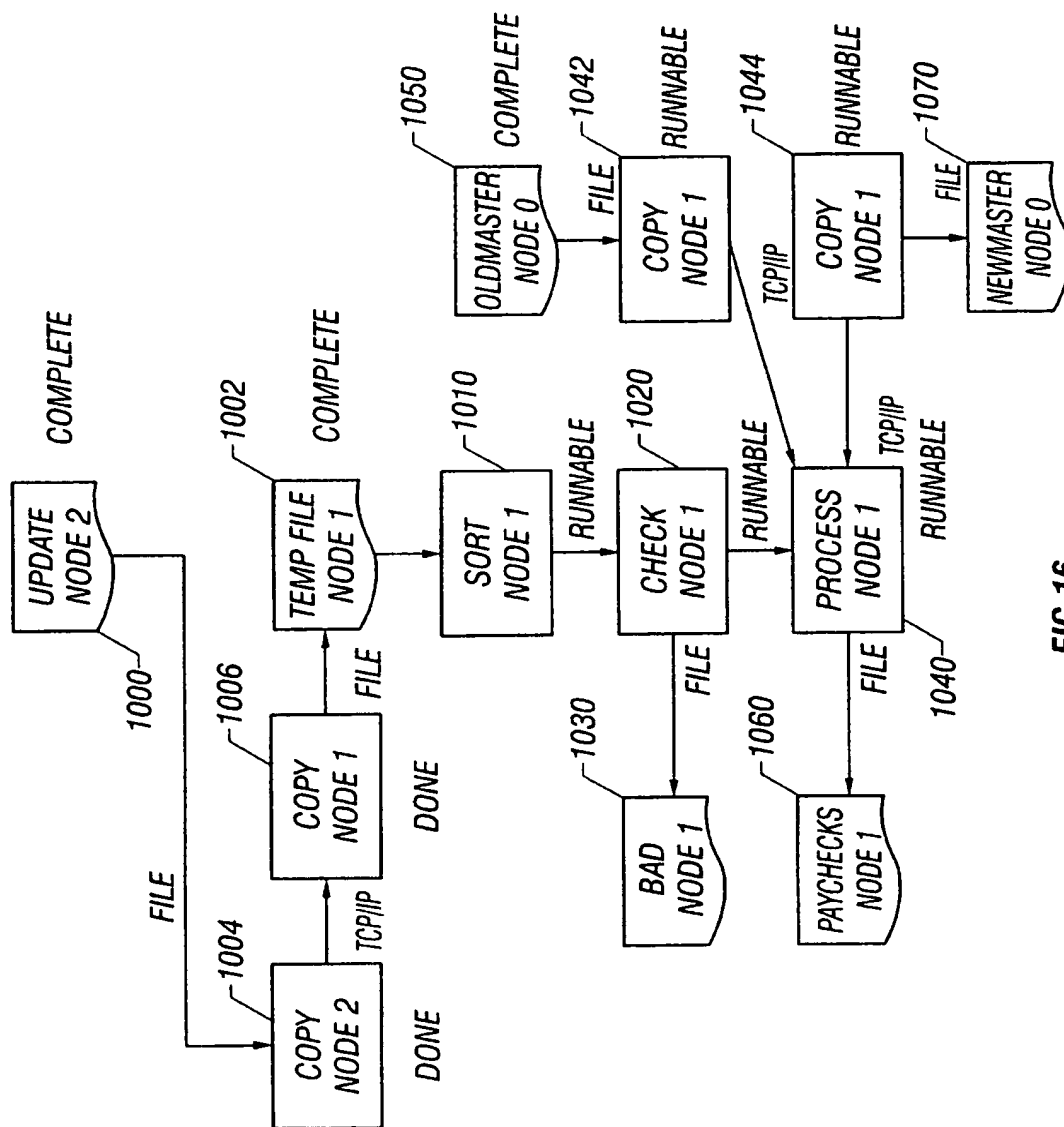 UPDATE
NODE 2
1000
COMPLETE
FILE
1004
COPY
NODE 2
DONE
TCP/IP
1006
COPY
NODE 1
DONE
FILE
1002
TEMP FILE
NODE 1
COMPLETE
1010
SORT
NODE 1
RUNNABLE
1020
CHECK
NODE 1
RUNNABLE
FILE
1030
BAD
NODE 1
PROCESS
NODE 1
1040
RUNNABLE
FILE
1060
PAYCHECKS
NODE 1
1050
OLDMASTER
NODE 0
COMPLETE
FILE
1042
COPY
NODE 1
RUNNABLE
TCP/IP
1044
COPY
NODE 1
RUNNABLE
TCP/IP
FILE
1070
NEWMASTER
NODE 0
FIG. 16